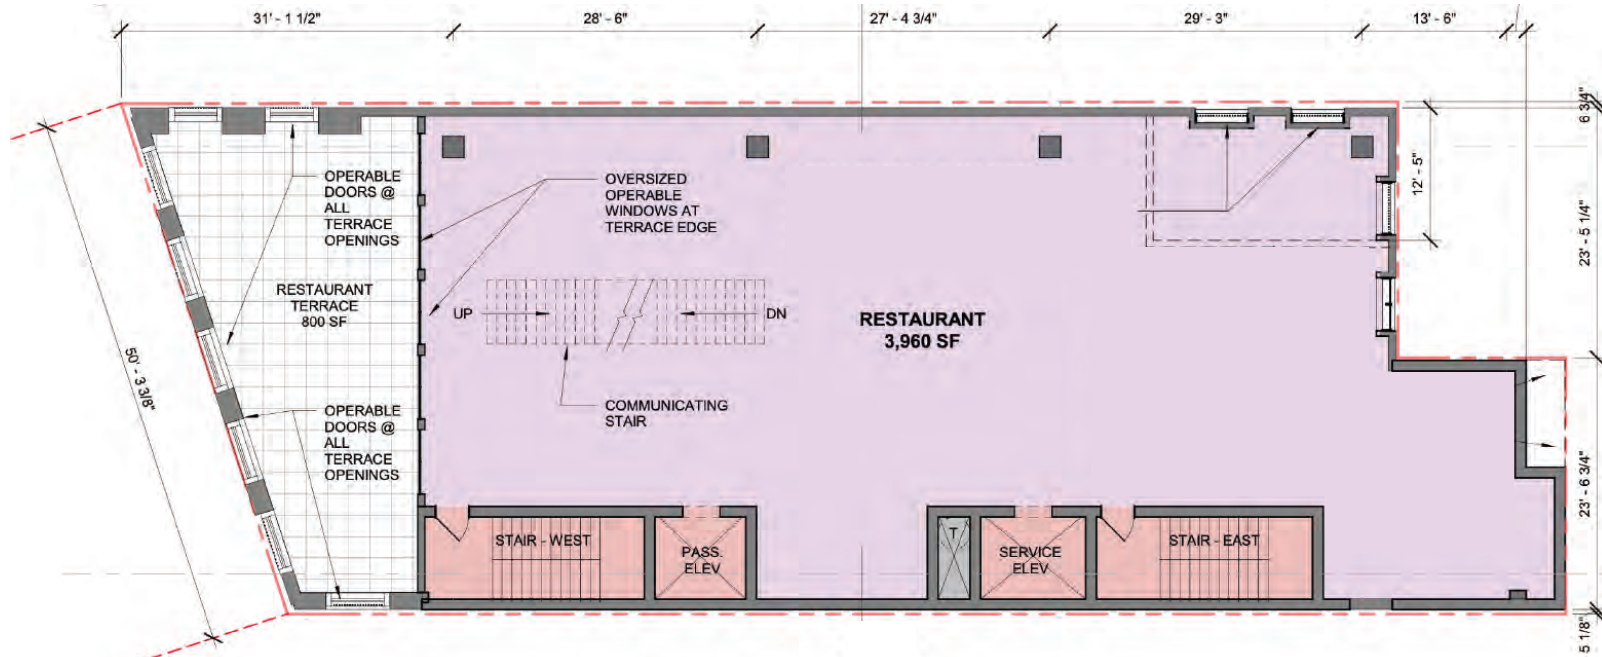 31' - 1 1/2"
28' - 6"
27' - 4 3/4"
29' - 3"
13' - 6"
6 3/4"
12' - 5"
23' - 5 1/4"
23' - 6 3/4"
5 1/8"
50' - 3 3/8"
OPERABLE
DOORS @
ALL
TERRACE
OPENINGS
OVERSIZED
OPERABLE
WINDOWS AT
TERRACE EDGE
RESTAURANT
TERRACE
800 SF
UP
DN
RESTAURANT
3,960 SF
OPERABLE
DOORS @
ALL
TERRACE
OPENINGS
COMMUNICATING
STAIR
STAIR - WEST
PASS.
ELEV
T
SERVICE
ELEV
STAIR - EAST